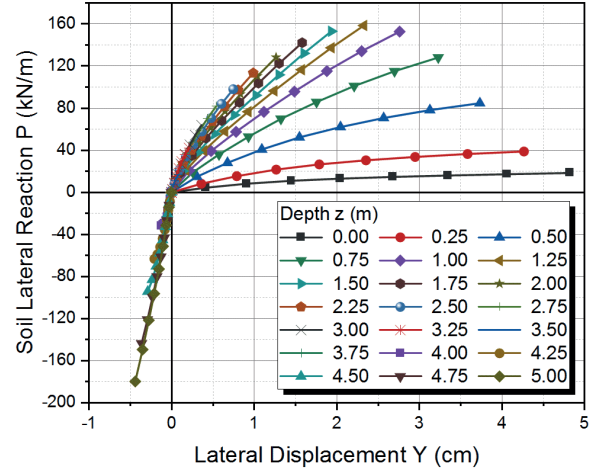 Soil Lateral Reaction P (kN/m)
160
120
80
40
0
-40
-80
-120
-160
-200
Depth z (m)
0.00 0.25 0.50
0.75 1.00 1.25
1.50 1.75 2.00
2.25 2.50 2.75
3.00 3.25 3.50
3.75 4.00 4.25
4.50 4.75 5.00
-1 0 1 2 3 4 5
Lateral Displacement Y (cm)